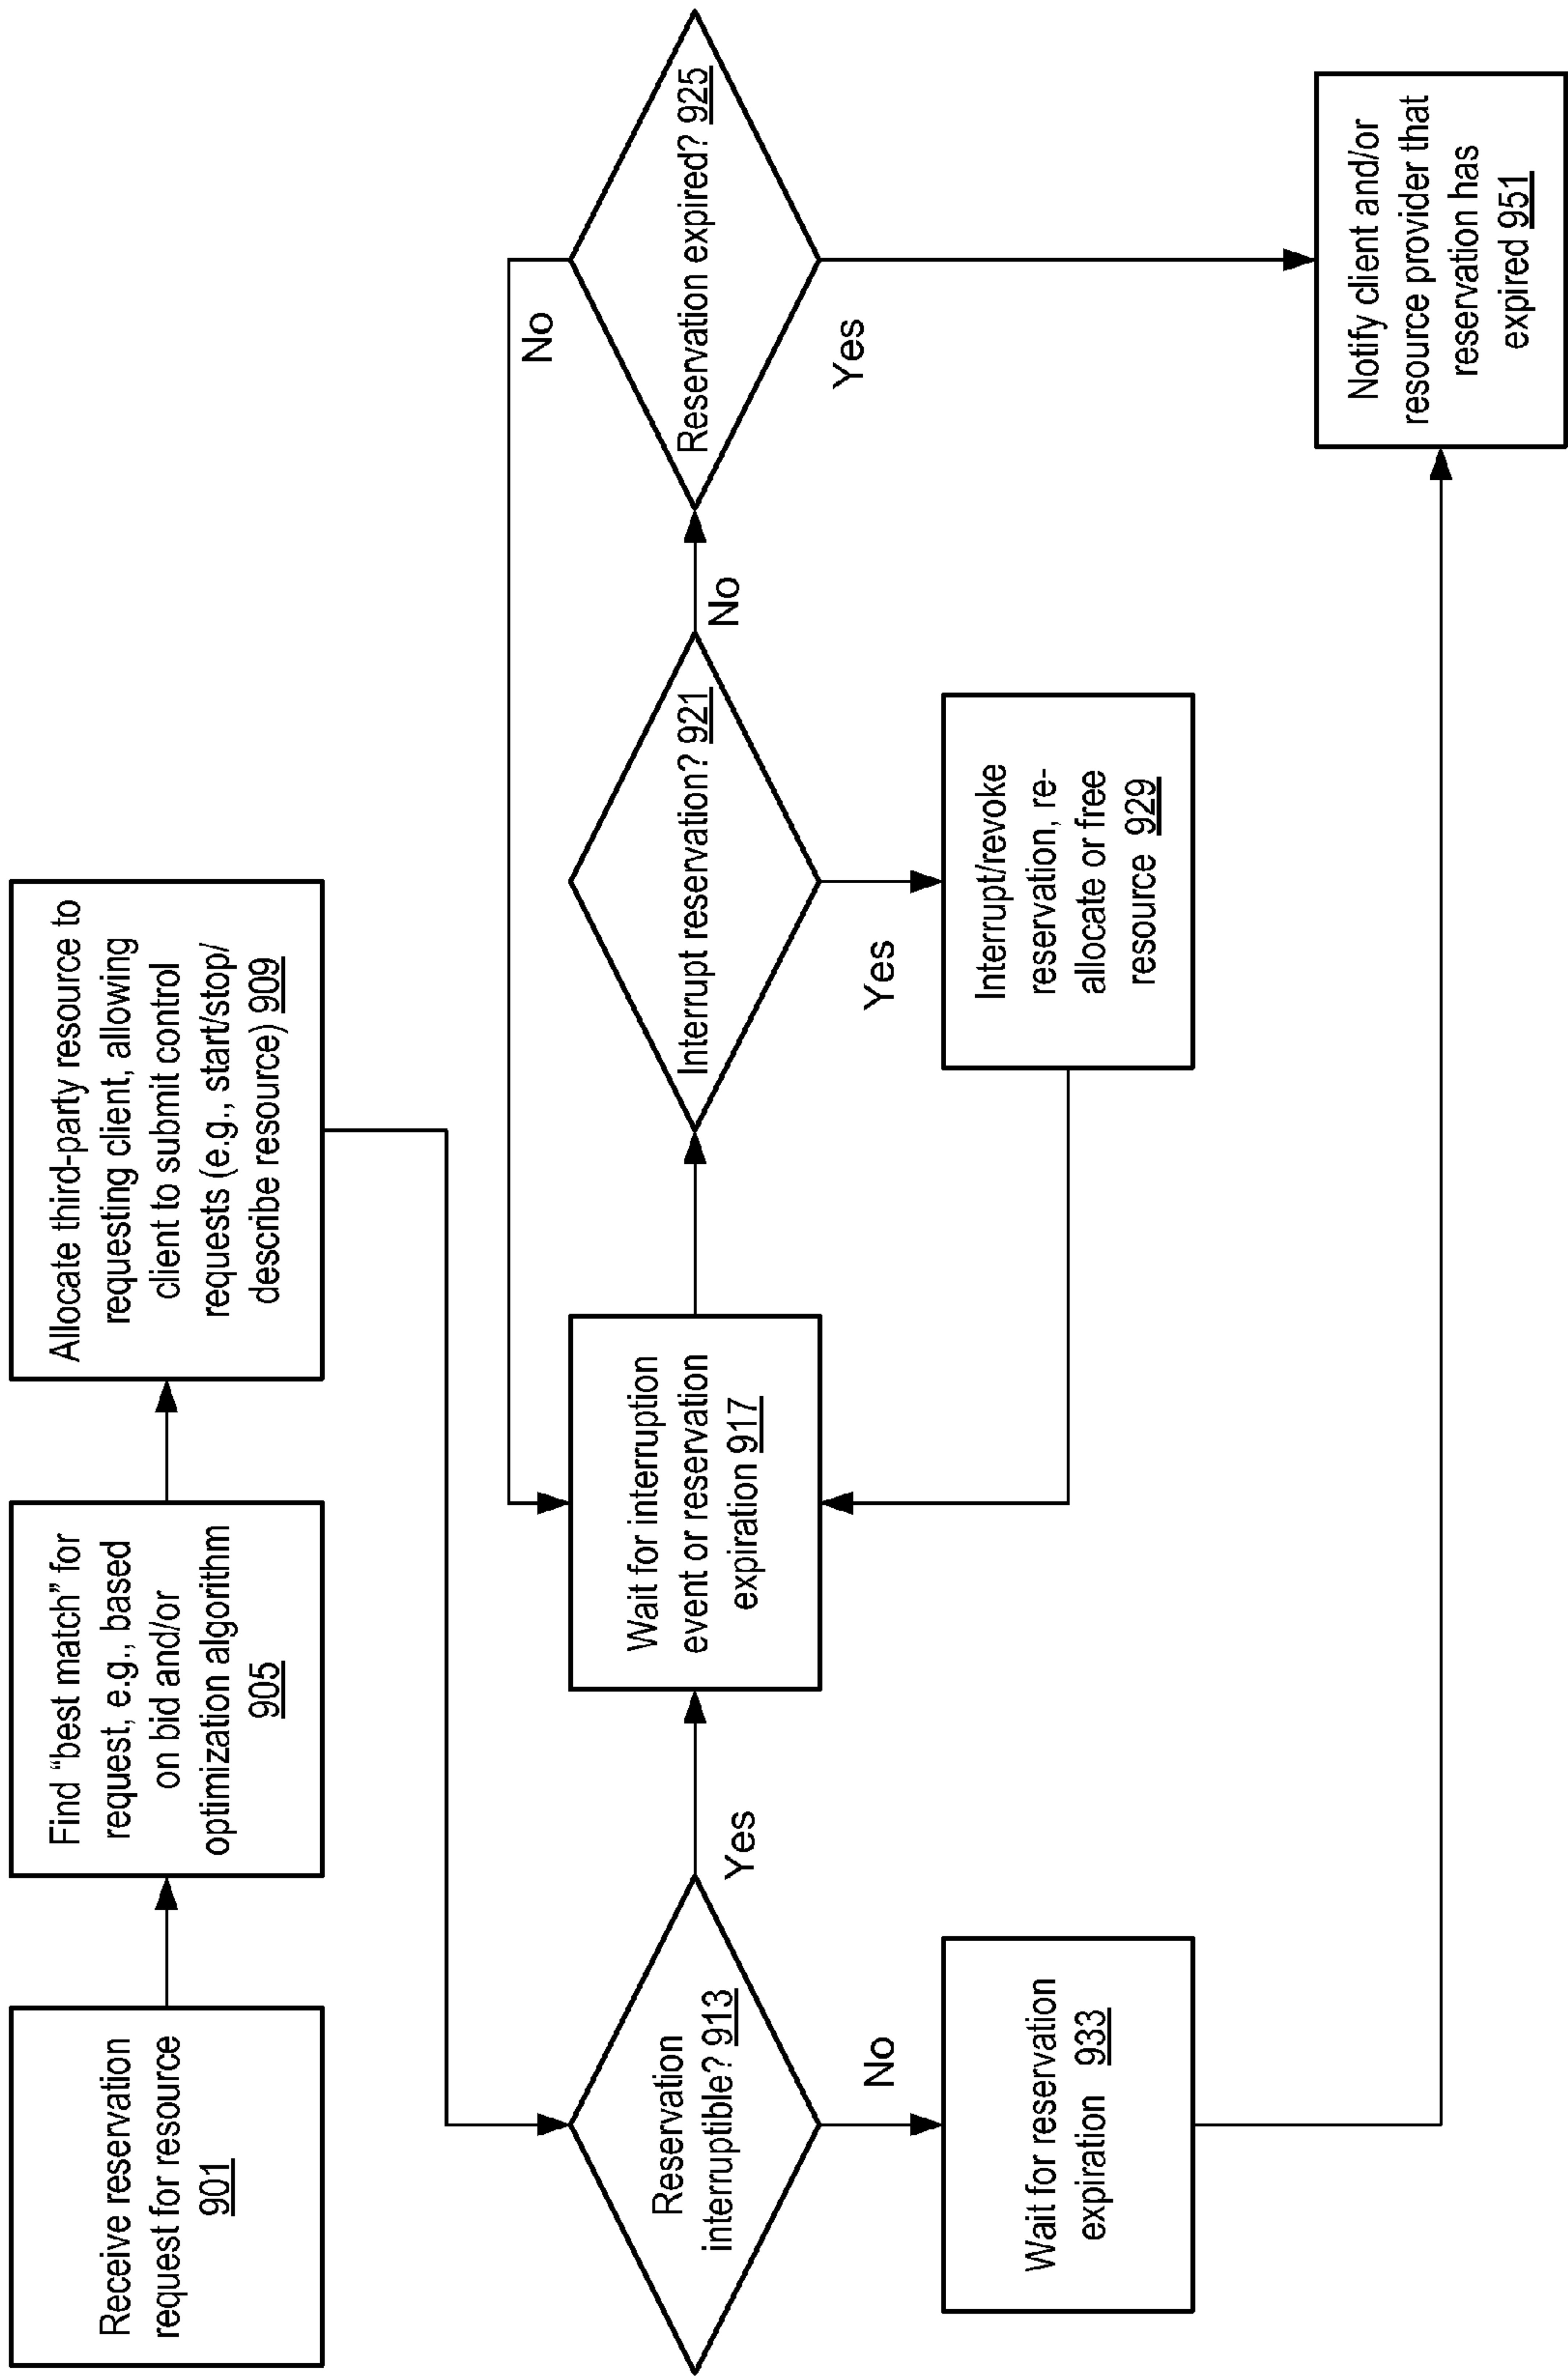 Receive reservation
request for resource
901
Find “best match” for
request, e.g., based
on bid and/or
optimization algorithm
905
Allocate third-party resource to
requesting client, allowing
client to submit control
requests (e.g., start/stop/
describe resource) 909
Reservation
interruptible? 913
Yes
No
Wait for interruption
event or reservation
expiration 917
Interrupt reservation? 921
No
Yes
Reservation expired? 925
No
Yes
Wait for reservation
expiration 933
Interrupt/revoke
reservation, re-
allocate or free
resource 929
Notify client and/or
resource provider that
reservation has
expired 951